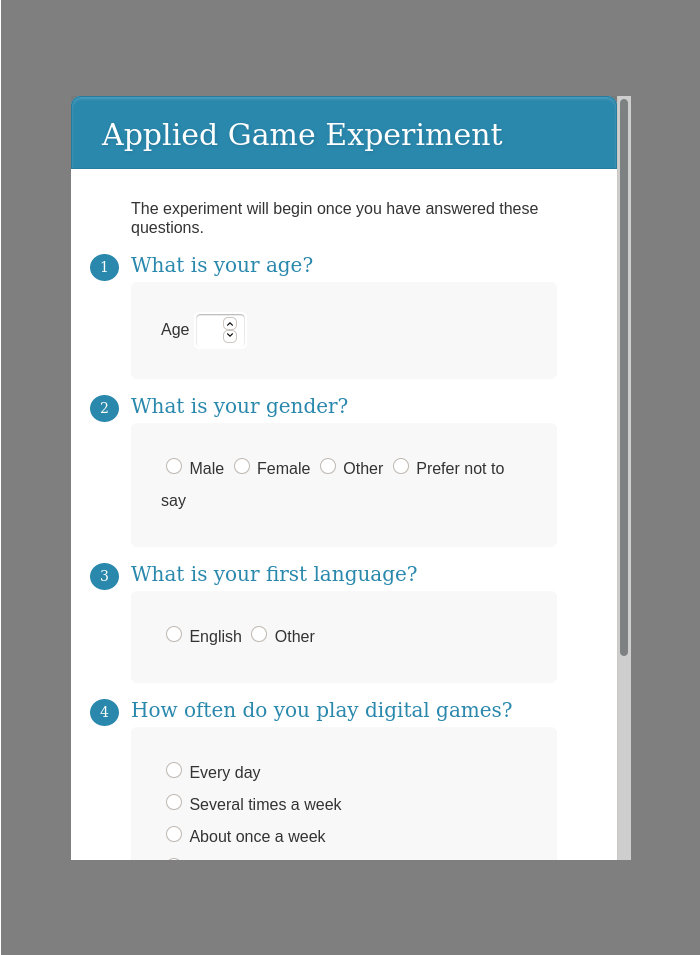 Applied Game Experiment
The experiment will begin once you have answered these
questions.
1 What is your age?
Age
2 What is your gender?
Male Female Other Prefer not to
say
3 What is your first language?
English Other
4 How often do you play digital games?
Every day
Several times a week
About once a week